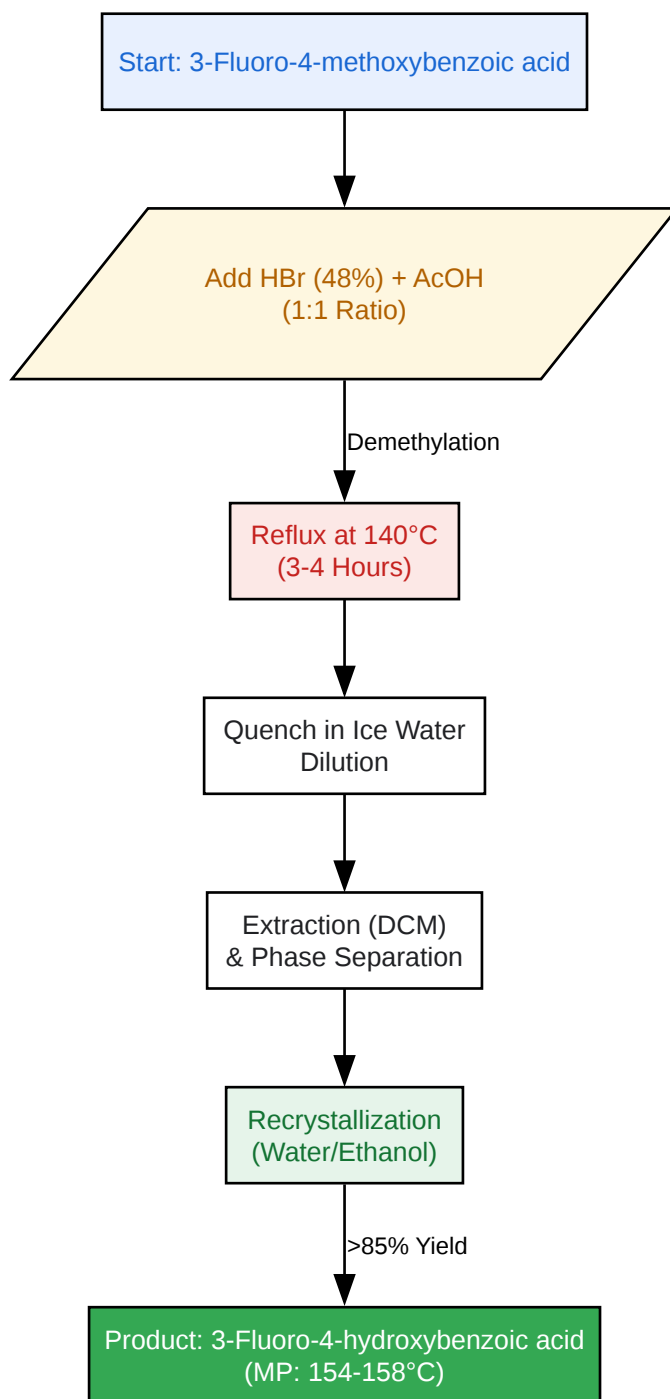 Start: 3-Fluoro-4-methoxybenzoic acid
Add HBr (48%) + AcOH
(1:1 Ratio)
Demethylation
Reflux at 140°C
(3-4 Hours)
Quench in Ice Water
Dilution
Extraction (DCM)
& Phase Separation
Recrystallization
(Water/Ethanol)
>85% Yield
Product: 3-Fluoro-4-hydroxybenzoic acid
(MP: 154-158°C)